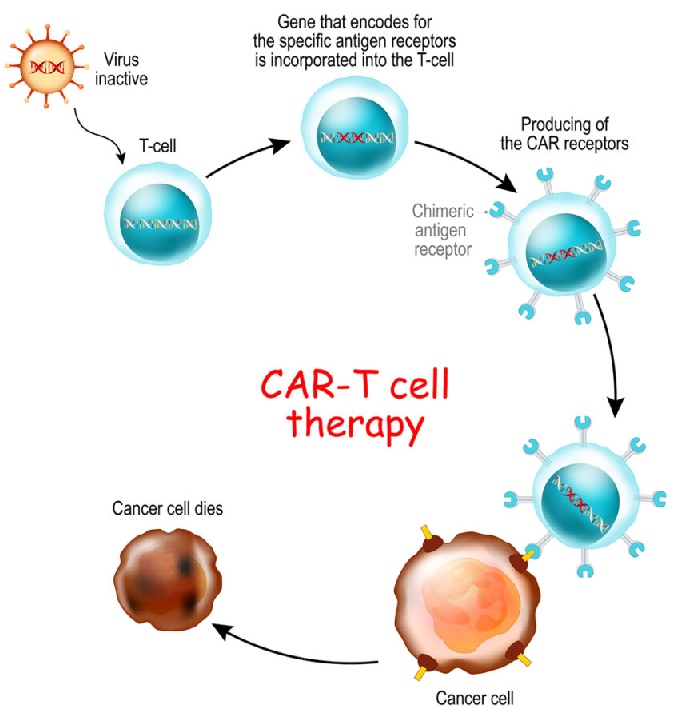 Virus
inactive
T-cell
Gene that encodes for
the specific antigen receptors
is incorporated into the T-cell
Producing of
the CAR receptors
Chimeric
antigen
receptor
CAR-T cell
therapy
Cancer cell dies
Cancer cell